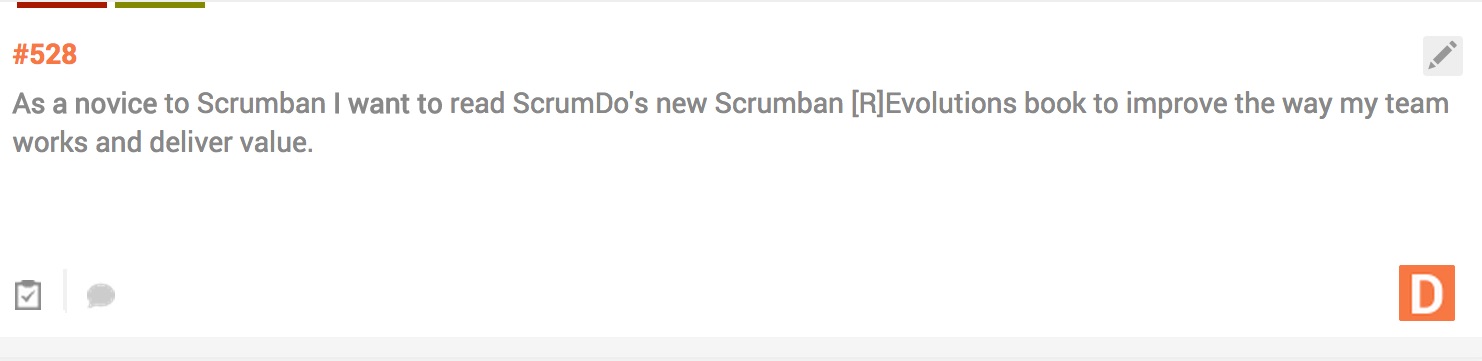 #528
As a novice to Scrumban I want to read ScrumDo's new Scrumban [R]Evolutions book to improve the way my team
works and deliver value.
D